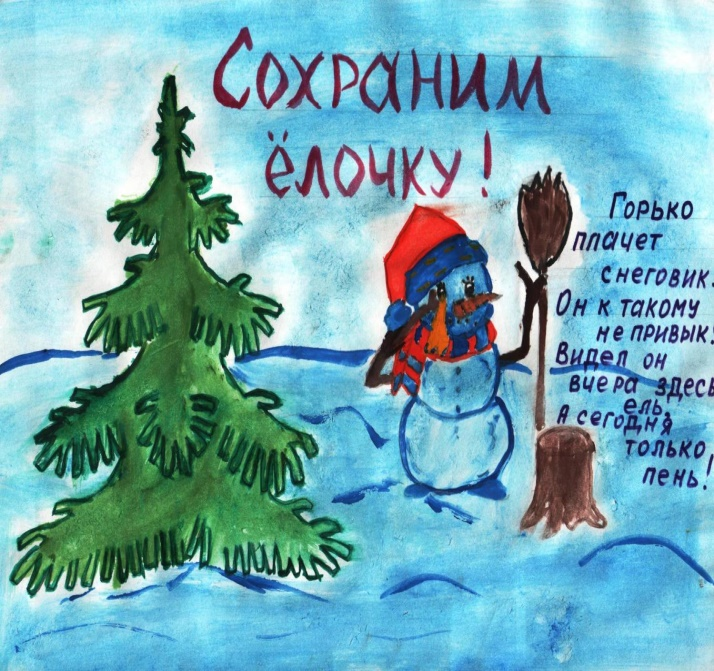 Сохраним
ёлочку!
Горько
плачет
снеговик.
Он к такому
не привык.
Видел он
вчера здесь
ель,
А сегодня
только
пень!